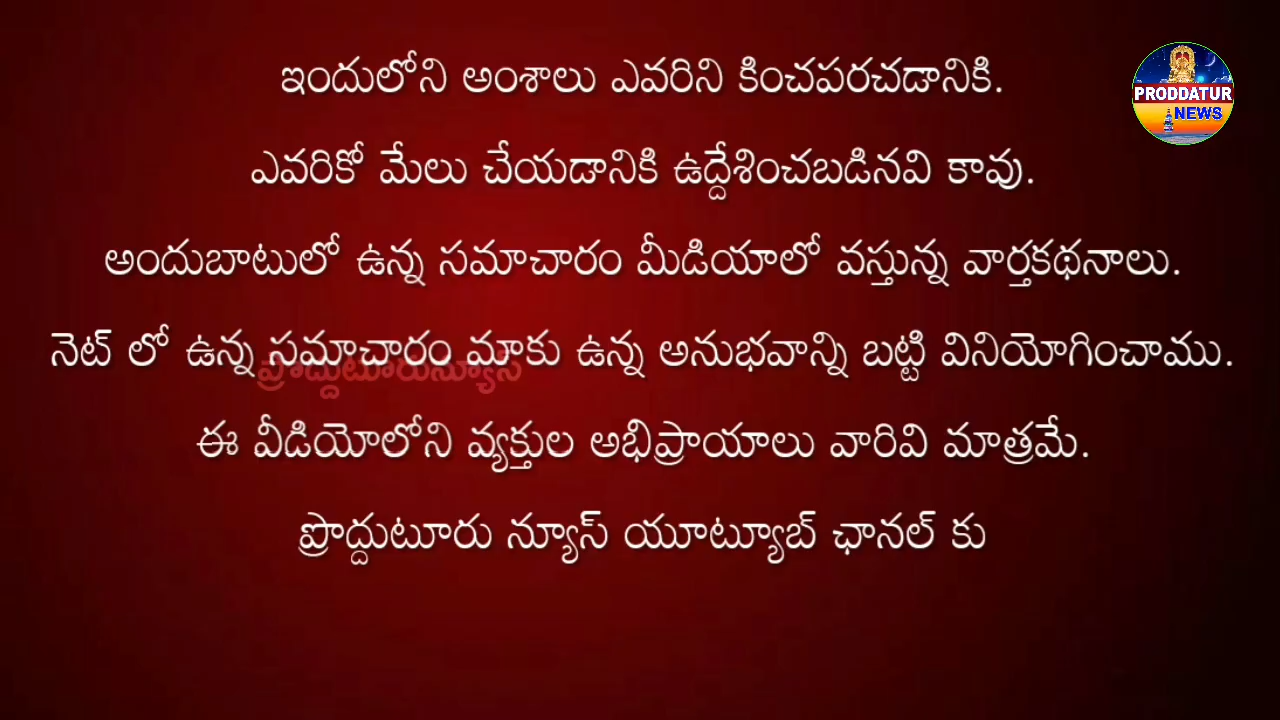 ఇందులోని అంశాలు ఎవరిని కించపరచడానికి.
PRODDATUR
NEWS
ఎవరికో మేలు చేయడానికి ఉద్దేశించబడినవి కావు.
అందుబాటులో ఉన్న సమాచారం మీడియాలో వస్తున్న వార్తకథనాలు.
నెట్ లో ఉన్న సమాచారం మాకు ఉన్న అనుభవాన్ని బట్టి వినియోగించాము.
ప్రొద్దుటూరున్యూస్
ఈ వీడియోలోని వ్యక్తుల అభిప్రాయాలు వారివి మాత్రమే.
ప్రొద్దుటూరు న్యూస్ యూట్యూబ్ ఛానల్ కు